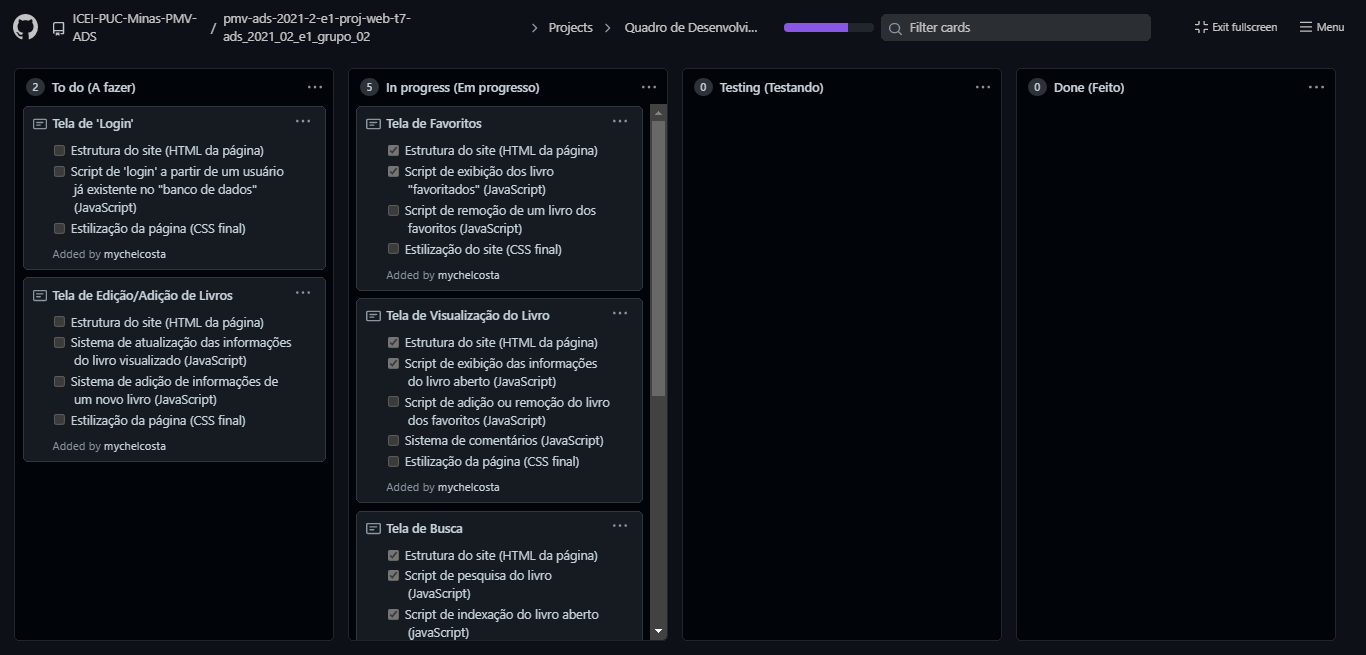 ICEI-PUC-Minas-PMV-
ADS
/
pmv-ads-2021-2-e1-proj-web-t7-
ads_2021_02_e1_grupo_02
Projects
Quadro de Desenvolvi...
Filter cards
Exit fullscreen
Menu
2 To do (A fazer)
Tela de 'Login'
Estrutura do site (HTML da página)
Script de 'login' a partir de um usuário
já existente no "banco de dados"
(JavaScript)
Estilização da página (CSS final)
Added by mychelcosta
Tela de Edição/Adição de Livros
Estrutura do site (HTML da página)
Sistema de atualização das informações
do livro visualizado (JavaScript)
Sistema de adição de informações de
um novo livro (JavaScript)
Estilização da página (CSS final)
Added by mychelcosta
5 In progress (Em progresso)
Tela de Favoritos
Estrutura do site (HTML da página)
Script de exibição dos livro
"favoritados" (JavaScript)
Script de remoção de um livro dos
favoritos (JavaScript)
Estilização do site (CSS final)
Added by mychelcosta
Tela de Visualização do Livro
Estrutura do site (HTML da página)
Script de exibição das informações
do livro aberto (JavaScript)
Script de adição ou remoção do livro
dos favoritos (JavaScript)
Sistema de comentários (JavaScript)
Estilização da página (CSS final)
Added by mychelcosta
Tela de Busca
Estrutura do site (HTML da página)
Script de pesquisa do livro
(JavaScript)
Script de indexação do livro aberto
(javaScript)
0 Testing (Testando)
0 Done (Feito)